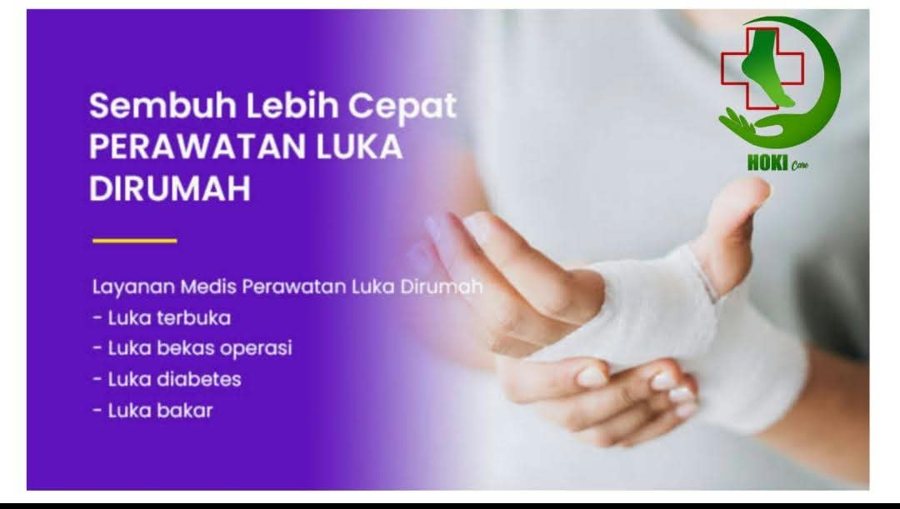 Sembuh Lebih Cepat
PERAWATAN LUKA
DIRUMAH
Layanan Medis Perawatan Luka Dirumah
- Luka terbuka
- Luka bekas operasi
- Luka diabetes
- Luka bakar
HOKI Care